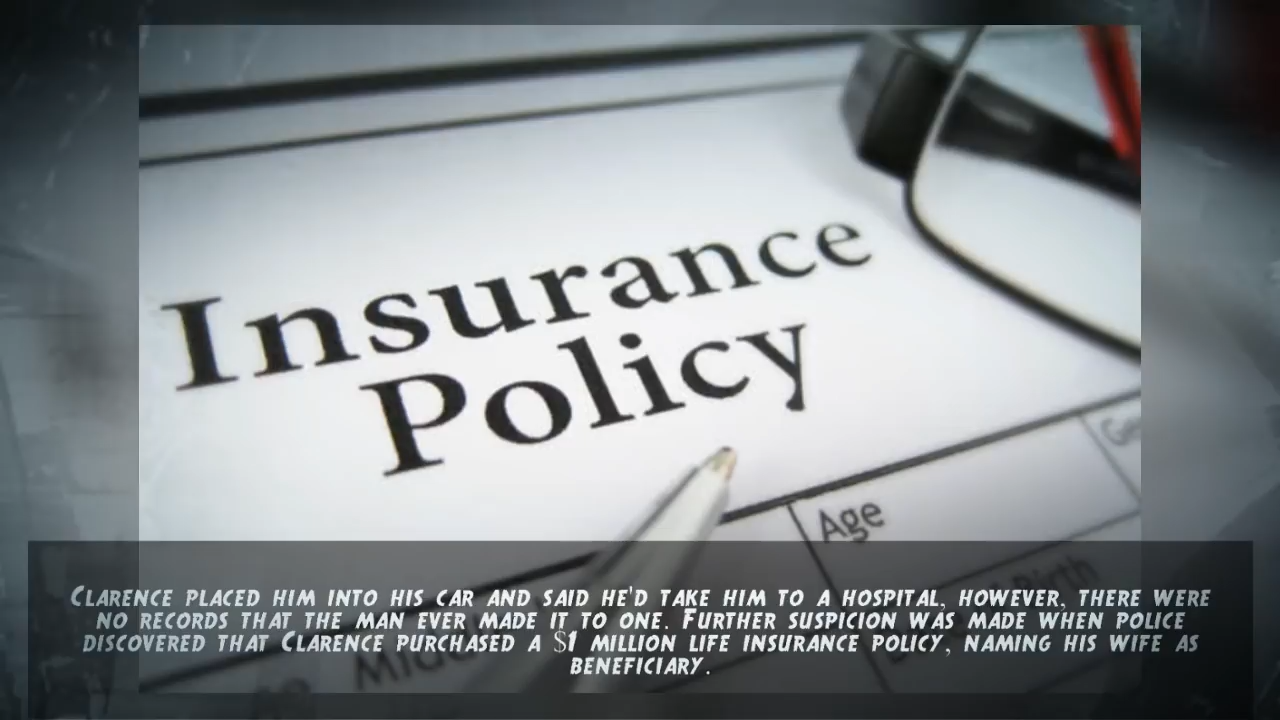 Insurance
Policy
Age
CLARENCE PLACED HIM INTO HIS CAR AND SAID HE'D TAKE HIM TO A HOSPITAL, HOWEVER, THERE WERE
NO RECORDS THAT THE MAN EVER MADE IT TO ONE. FURTHER SUSPICION WAS MADE WHEN POLICE
DISCOVERED THAT CLARENCE PURCHASED A $1 MILLION LIFE INSURANCE POLICY, NAMING HIS WIFE AS
BENEFICIARY.